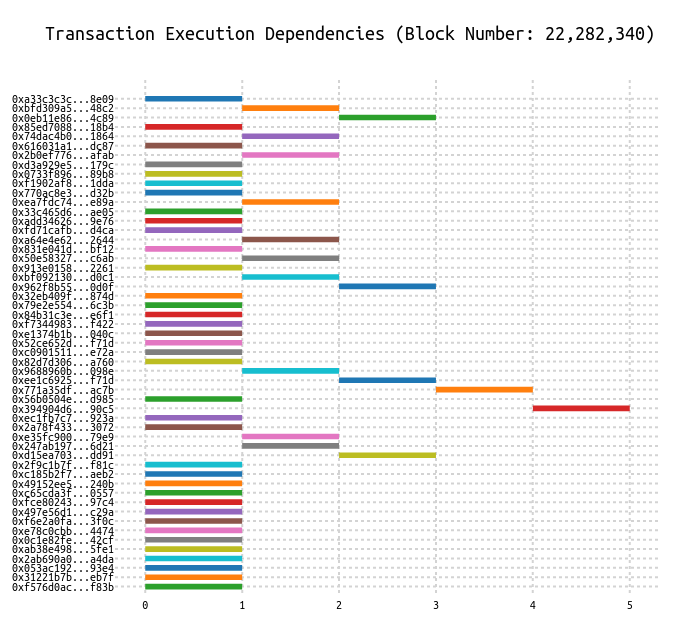 Transaction Execution Dependencies (Block Number: 22,282,340)
0xa33c3c3c...8e09
0xbfd309a5...48c2
0x0eb11e86...4c89
0x85ed7088...18b4
0x74dac4b0...1864
0x616031a1...dc87
0x2b0ef776...afab
0xd3a929e5...179c
0x0733f896...89b8
0xf1902af8...1dda
0x770ac8e3...d32b
0xea7fdc74...e89a
0x33c465d6...ae05
0xadd34626...9e76
0xfd71cafb...d4ca
0xa64e4e62...2644
0x831e041d...bf12
0x50e58327...c6ab
0x913e0158...2261
0xbf092130...d0c1
0x962f8b55...0d0f
0x32eb409f...874d
0x79e2e554...6c3b
0x84b31c3e...e6f1
0xf7344983...f422
0xe1374b1b...040c
0x52ce652d...f71d
0xc0901511...e72a
0x82d7d306...a760
0x9688960b...098e
0xee1c6925...f71d
0x771a35df...ac7b
0x56b0504e...d985
0x394904d6...90c5
0xec1fb7c7...923a
0x2a78f433...3072
0xe35fc900...79e9
0x247ab197...6d21
0xd15ea703...dd91
0x2f9c1b7f...f81c
0xc185b2f7...aeb2
0x49152ee5...240b
0xc65cda3f...0557
0xfce80243...97c4
0x497e56d1...c29a
0xf6e2a0fa...3f0c
0xe78c0cbb...4474
0x0c1e82fe...42cf
0xab38e498...5fe1
0x2ab690a0...a4da
0x053ac192...93e4
0x31221b7b...eb7f
0xf576d0ac...f83b
0 1 2 3 4 5